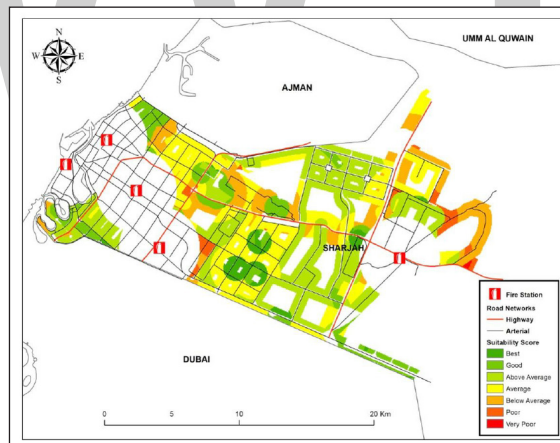 UMM AL QUWAIN
N
W
E
S
AJMAN
SHARJAH
DUBAI
0
5
10
20 Km
Fire Station
Road Networks
Highway
Arterial
Suitability Score
Best
Good
Above Average
Average
Below Average
Poor
Very Poor